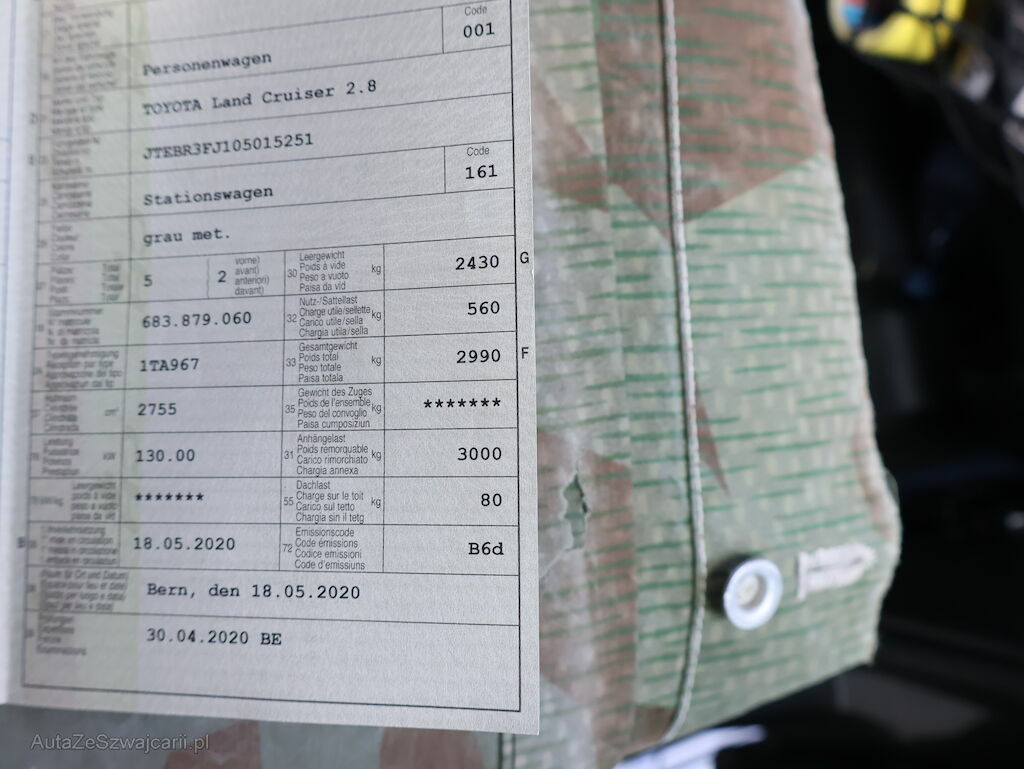 Code
001
Personenwagen
TOYOTA Land Cruiser 2.8
JTEBR3FJ105015251
Code
161
Stationswagen
grau met.
5
2
vorne)
avant)
anteriori)
davant)
30
Leergewicht
Poids à vide
Peso a vuoto
Paisa da vid
kg
2430
G
683.879.060
32
Nutz-/Sattellast
Charge utile/sellette
Carico utile/sella
Chargia utila/sella
kg
560
1TA967
33
Gesamtgewicht
Poids total
Peso totale
Paisa totala
kg
2990
F
cm³
2755
35
Gewicht des Zuges
Poids de l'ensemble
Peso del convoglio
Paisa cumposiziun
kg
*******
kW
130.00
31
Anhängelast
Poids remorquable
Carico rimorchiato
Chargia annexa
kg
3000
*******
55
Dachlast
Charge sur le toit
Carico sul tetto
Chargia sin il tetg
kg
80
18.05.2020
72
Emissionscode
Code émissions
Codice emissioni
Code d'emissiuns
B6d
Bern, den 18.05.2020
30.04.2020 BE
AutaZeSzwajcarii.pl